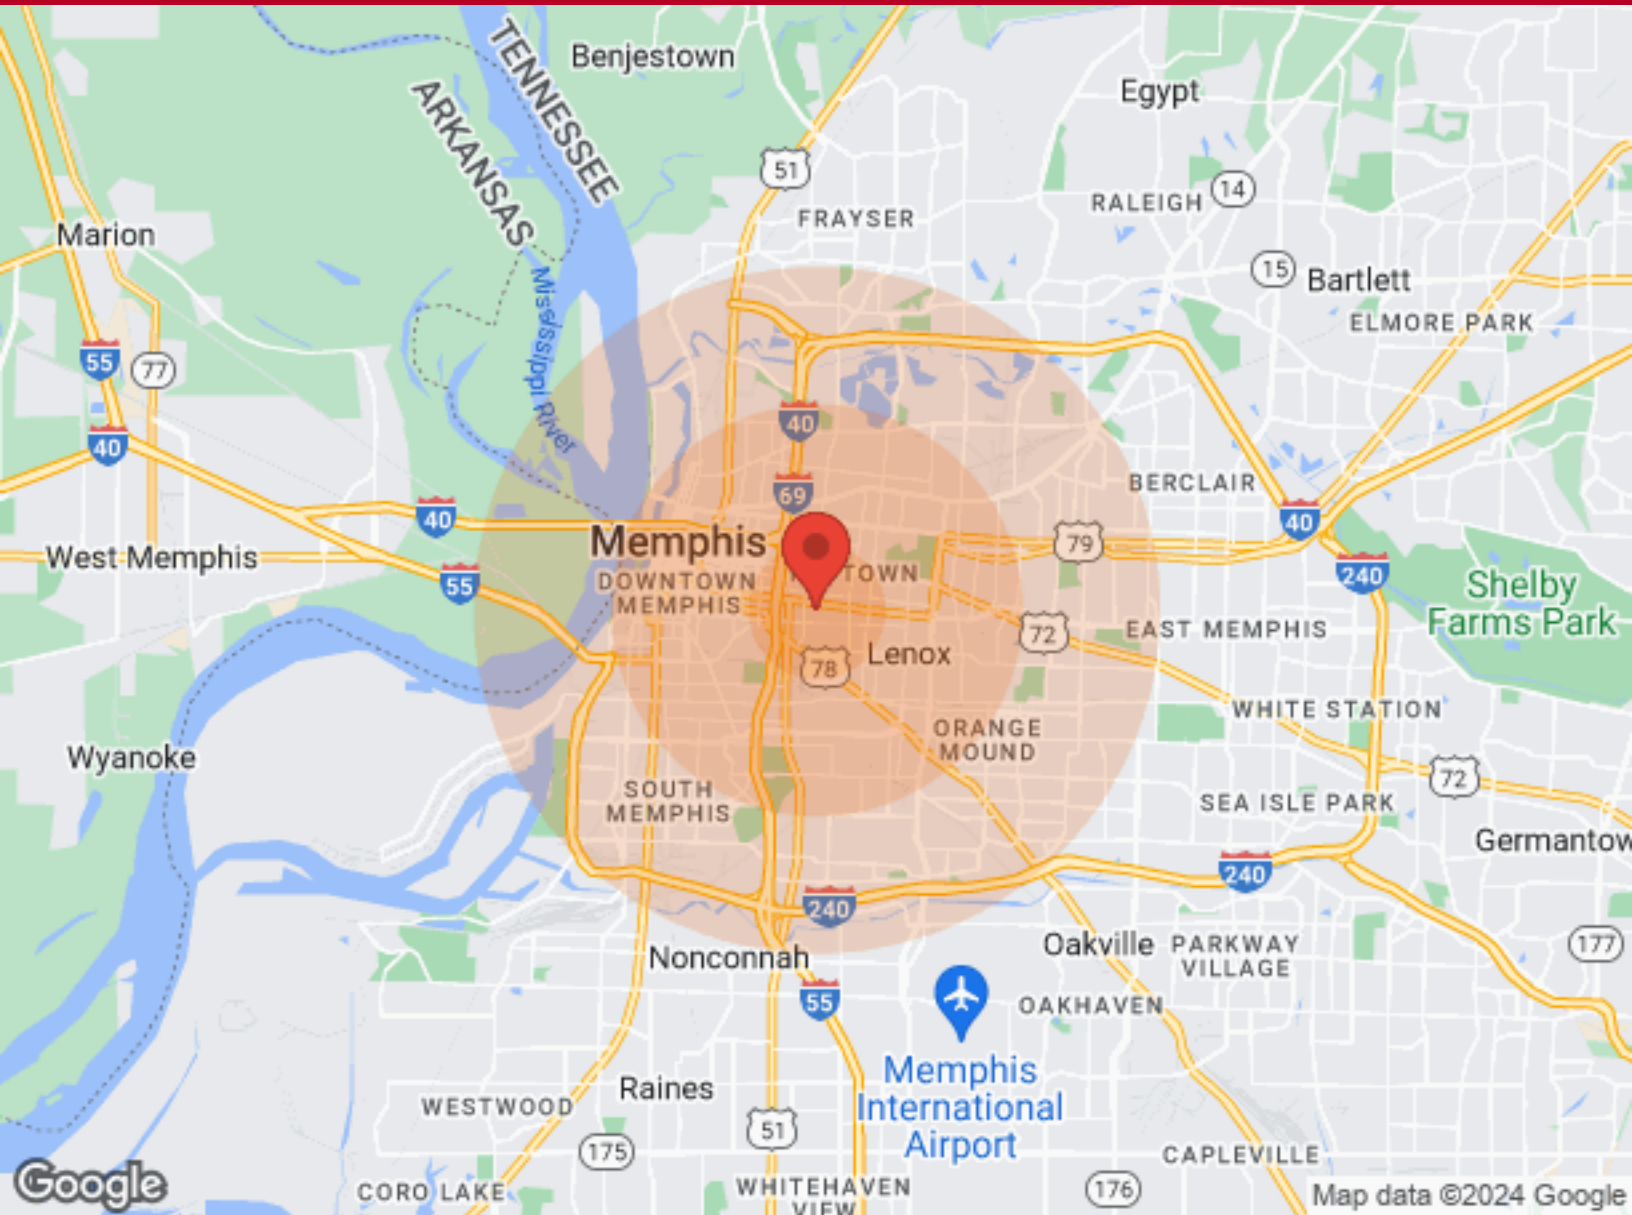 Benjestown
TENNESSEE
ARKANSAS
Egypt
51
FRAYSER
RALEIGH
14
Marion
15
Bartlett
ELMORE PARK
Mississippi River
55
77
40
40
69
BERCLAIR
40
40
Memphis
79
West Memphis
55
DOWNTOWN
MEMPHIS
TOWN
240
Shelby
Farms Park
72
EAST MEMPHIS
Lenox
78
WHITE STATION
ORANGE
MOUND
Wyanoke
72
SOUTH
MEMPHIS
SEA ISLE PARK
Germantow
240
240
Nonconnah
Oakville
PARKWAY
VILLAGE
177
55
OAKHAVEN
Memphis
International
Airport
Raines
WESTWOOD
51
175
CAPLEVILLE
Google
CORO LAKE
WHITEHAVEN
VIEW
176
Map data ©2024 Google